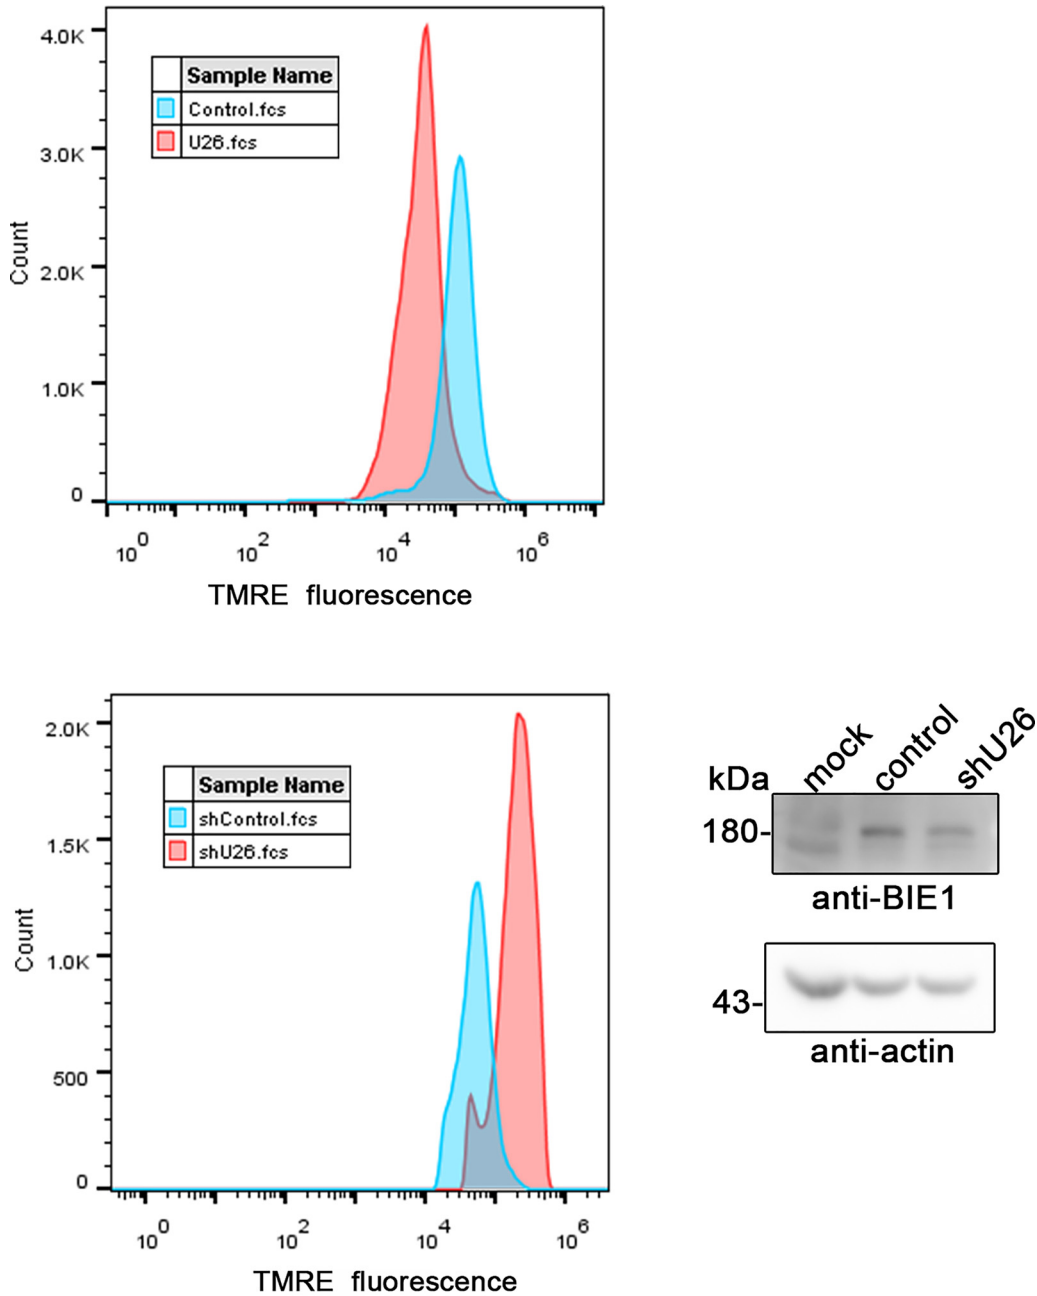 4.0K
3.0K
2.0K
1.0K
0
Count
Sample Name
Control.fcs
U26.fcs
10^0 10^2 10^4 10^6
TMRE fluorescence
2.0K
1.5K
1.0K
500
0
Count
Sample Name
shControl.fcs
shU26.fcs
10^0 10^2 10^4 10^6
TMRE fluorescence
kDa mock control shU26
180-
anti-BIE1
43-
anti-actin